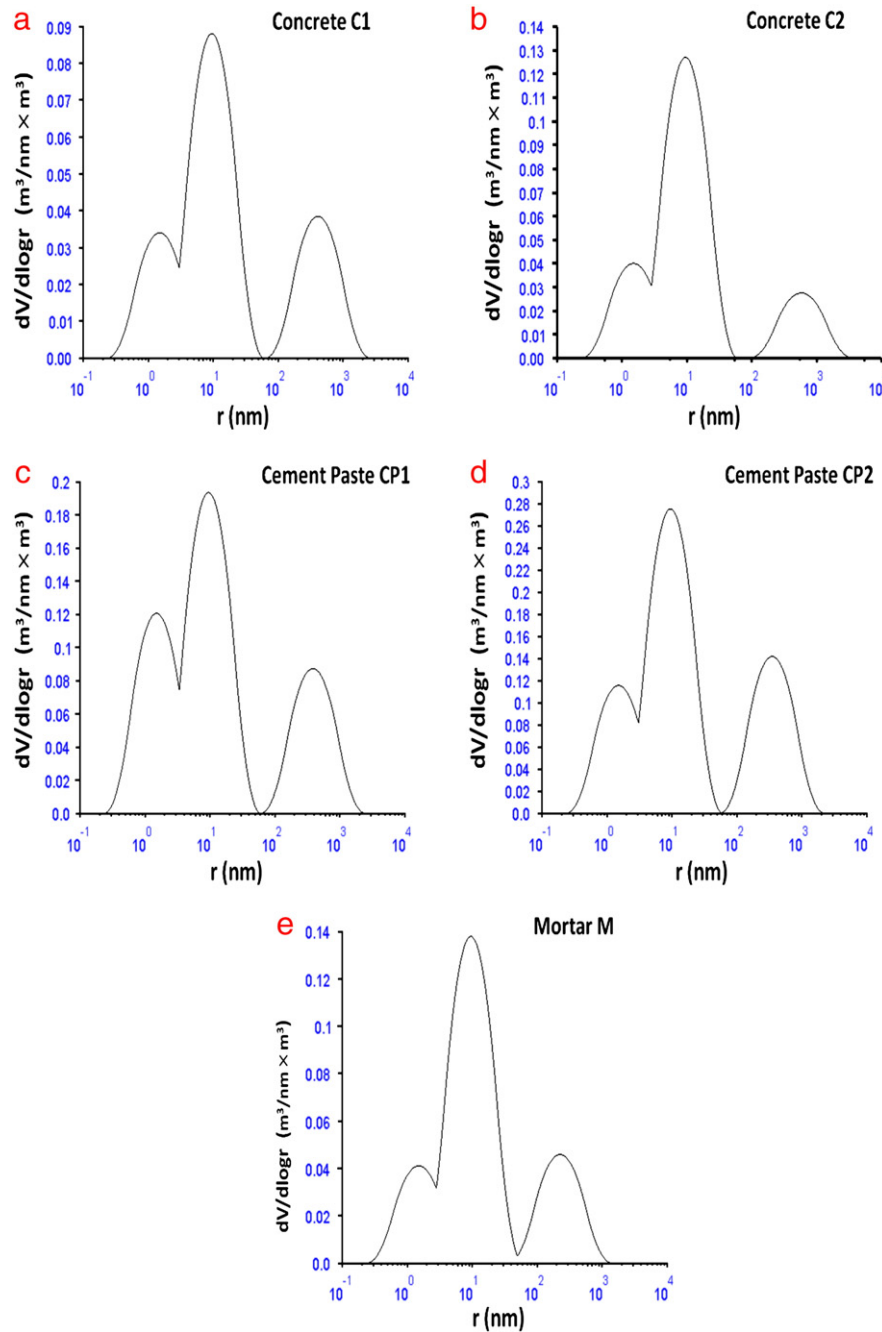 a
Concrete C1
dV/dlogr (m³/nm × m³)
0.09
0.08
0.07
0.06
0.05
0.04
0.03
0.02
0.01
0.00
10⁻¹ 10⁰ 10¹ 10² 10³ 10⁴
r (nm)
b
Concrete C2
dV/dlogr (m³/nm × m³)
0.14
0.13
0.12
0.11
0.10
0.09
0.08
0.07
0.06
0.05
0.04
0.03
0.02
0.01
0.00
10⁻¹ 10⁰ 10¹ 10² 10³ 10⁴
r (nm)
c
Cement Paste CP1
dV/dlogr (m³/nm × m³)
0.2
0.18
0.16
0.14
0.12
0.1
0.08
0.06
0.04
0.02
0.0
10⁻¹ 10⁰ 10¹ 10² 10³ 10⁴
r (nm)
d
Cement Paste CP2
dV/dlogr (m³/nm × m³)
0.3
0.28
0.26
0.24
0.22
0.2
0.18
0.16
0.14
0.12
0.1
0.08
0.06
0.04
0.02
0.0
10⁻¹ 10⁰ 10¹ 10² 10³ 10⁴
r (nm)
e
Mortar M
dV/dlogr (m³/nm × m³)
0.14
0.12
0.1
0.08
0.06
0.04
0.02
0.0
10⁻¹ 10⁰ 10¹ 10² 10³ 10⁴
r (nm)